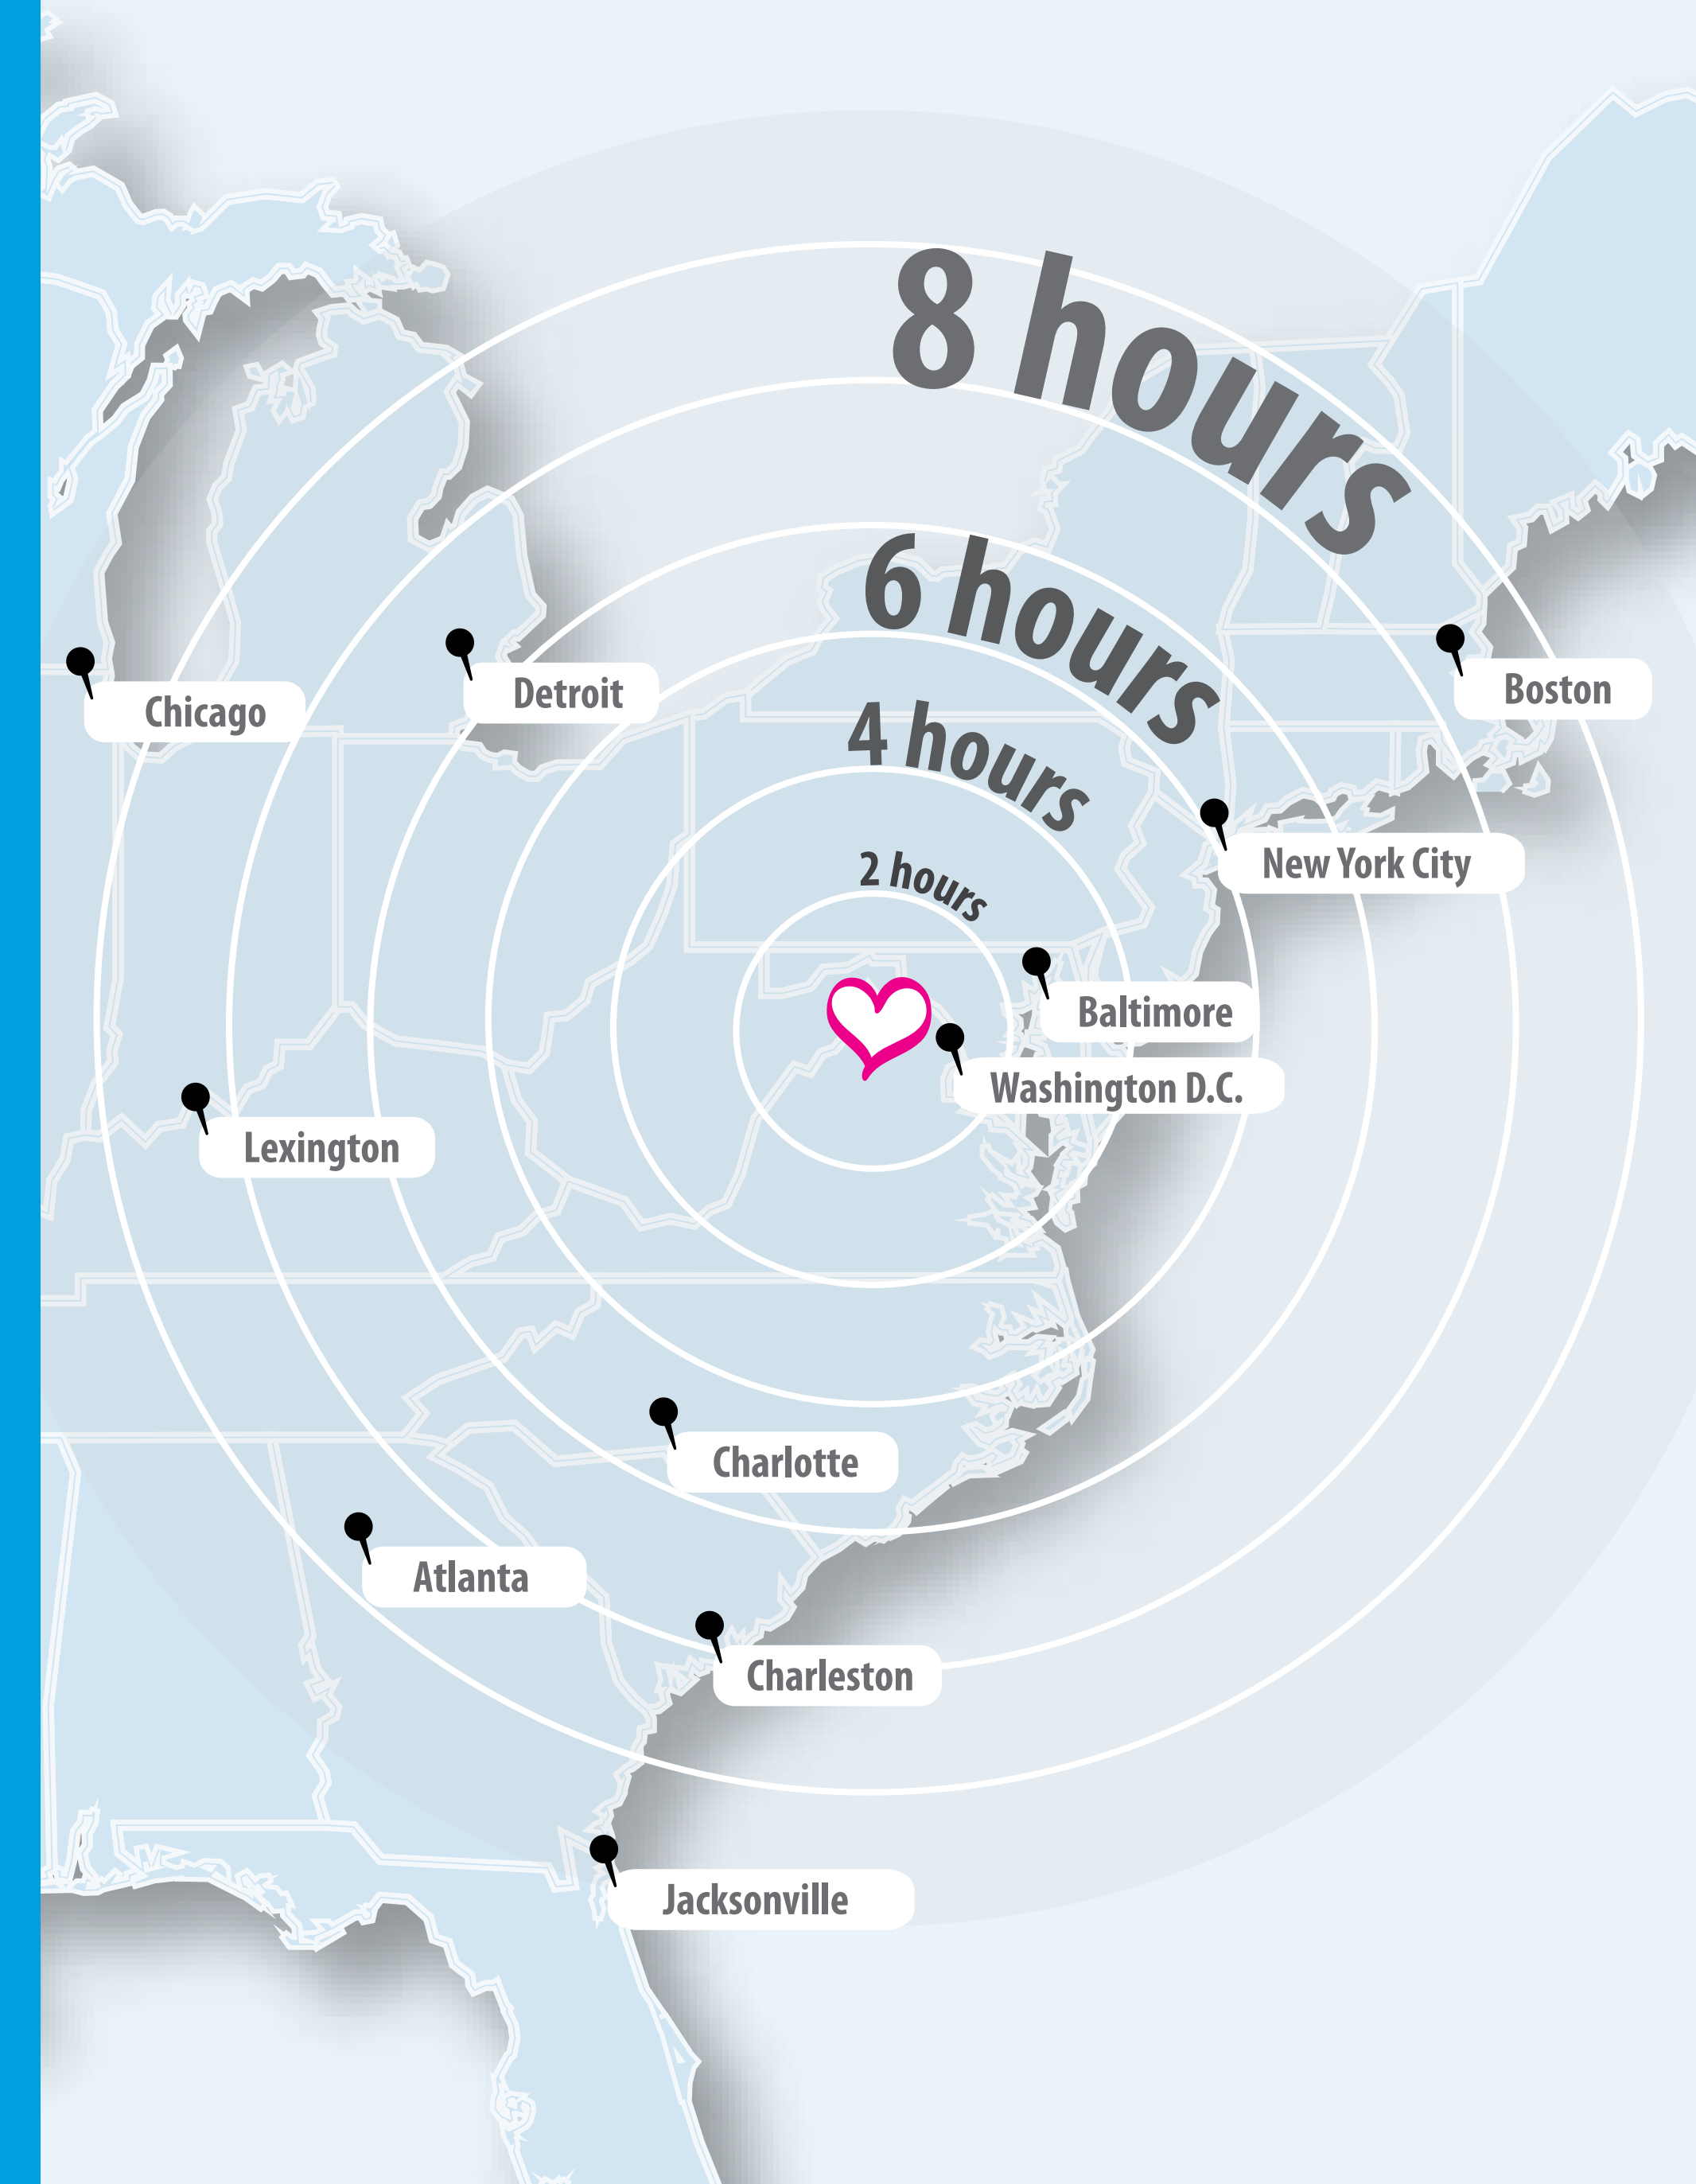 8 hours
6 hours
4 hours
2 hours
Chicago
Detroit
Boston
New York City
Baltimore
Washington D.C.
Lexington
Charlotte
Atlanta
Charleston
Jacksonville